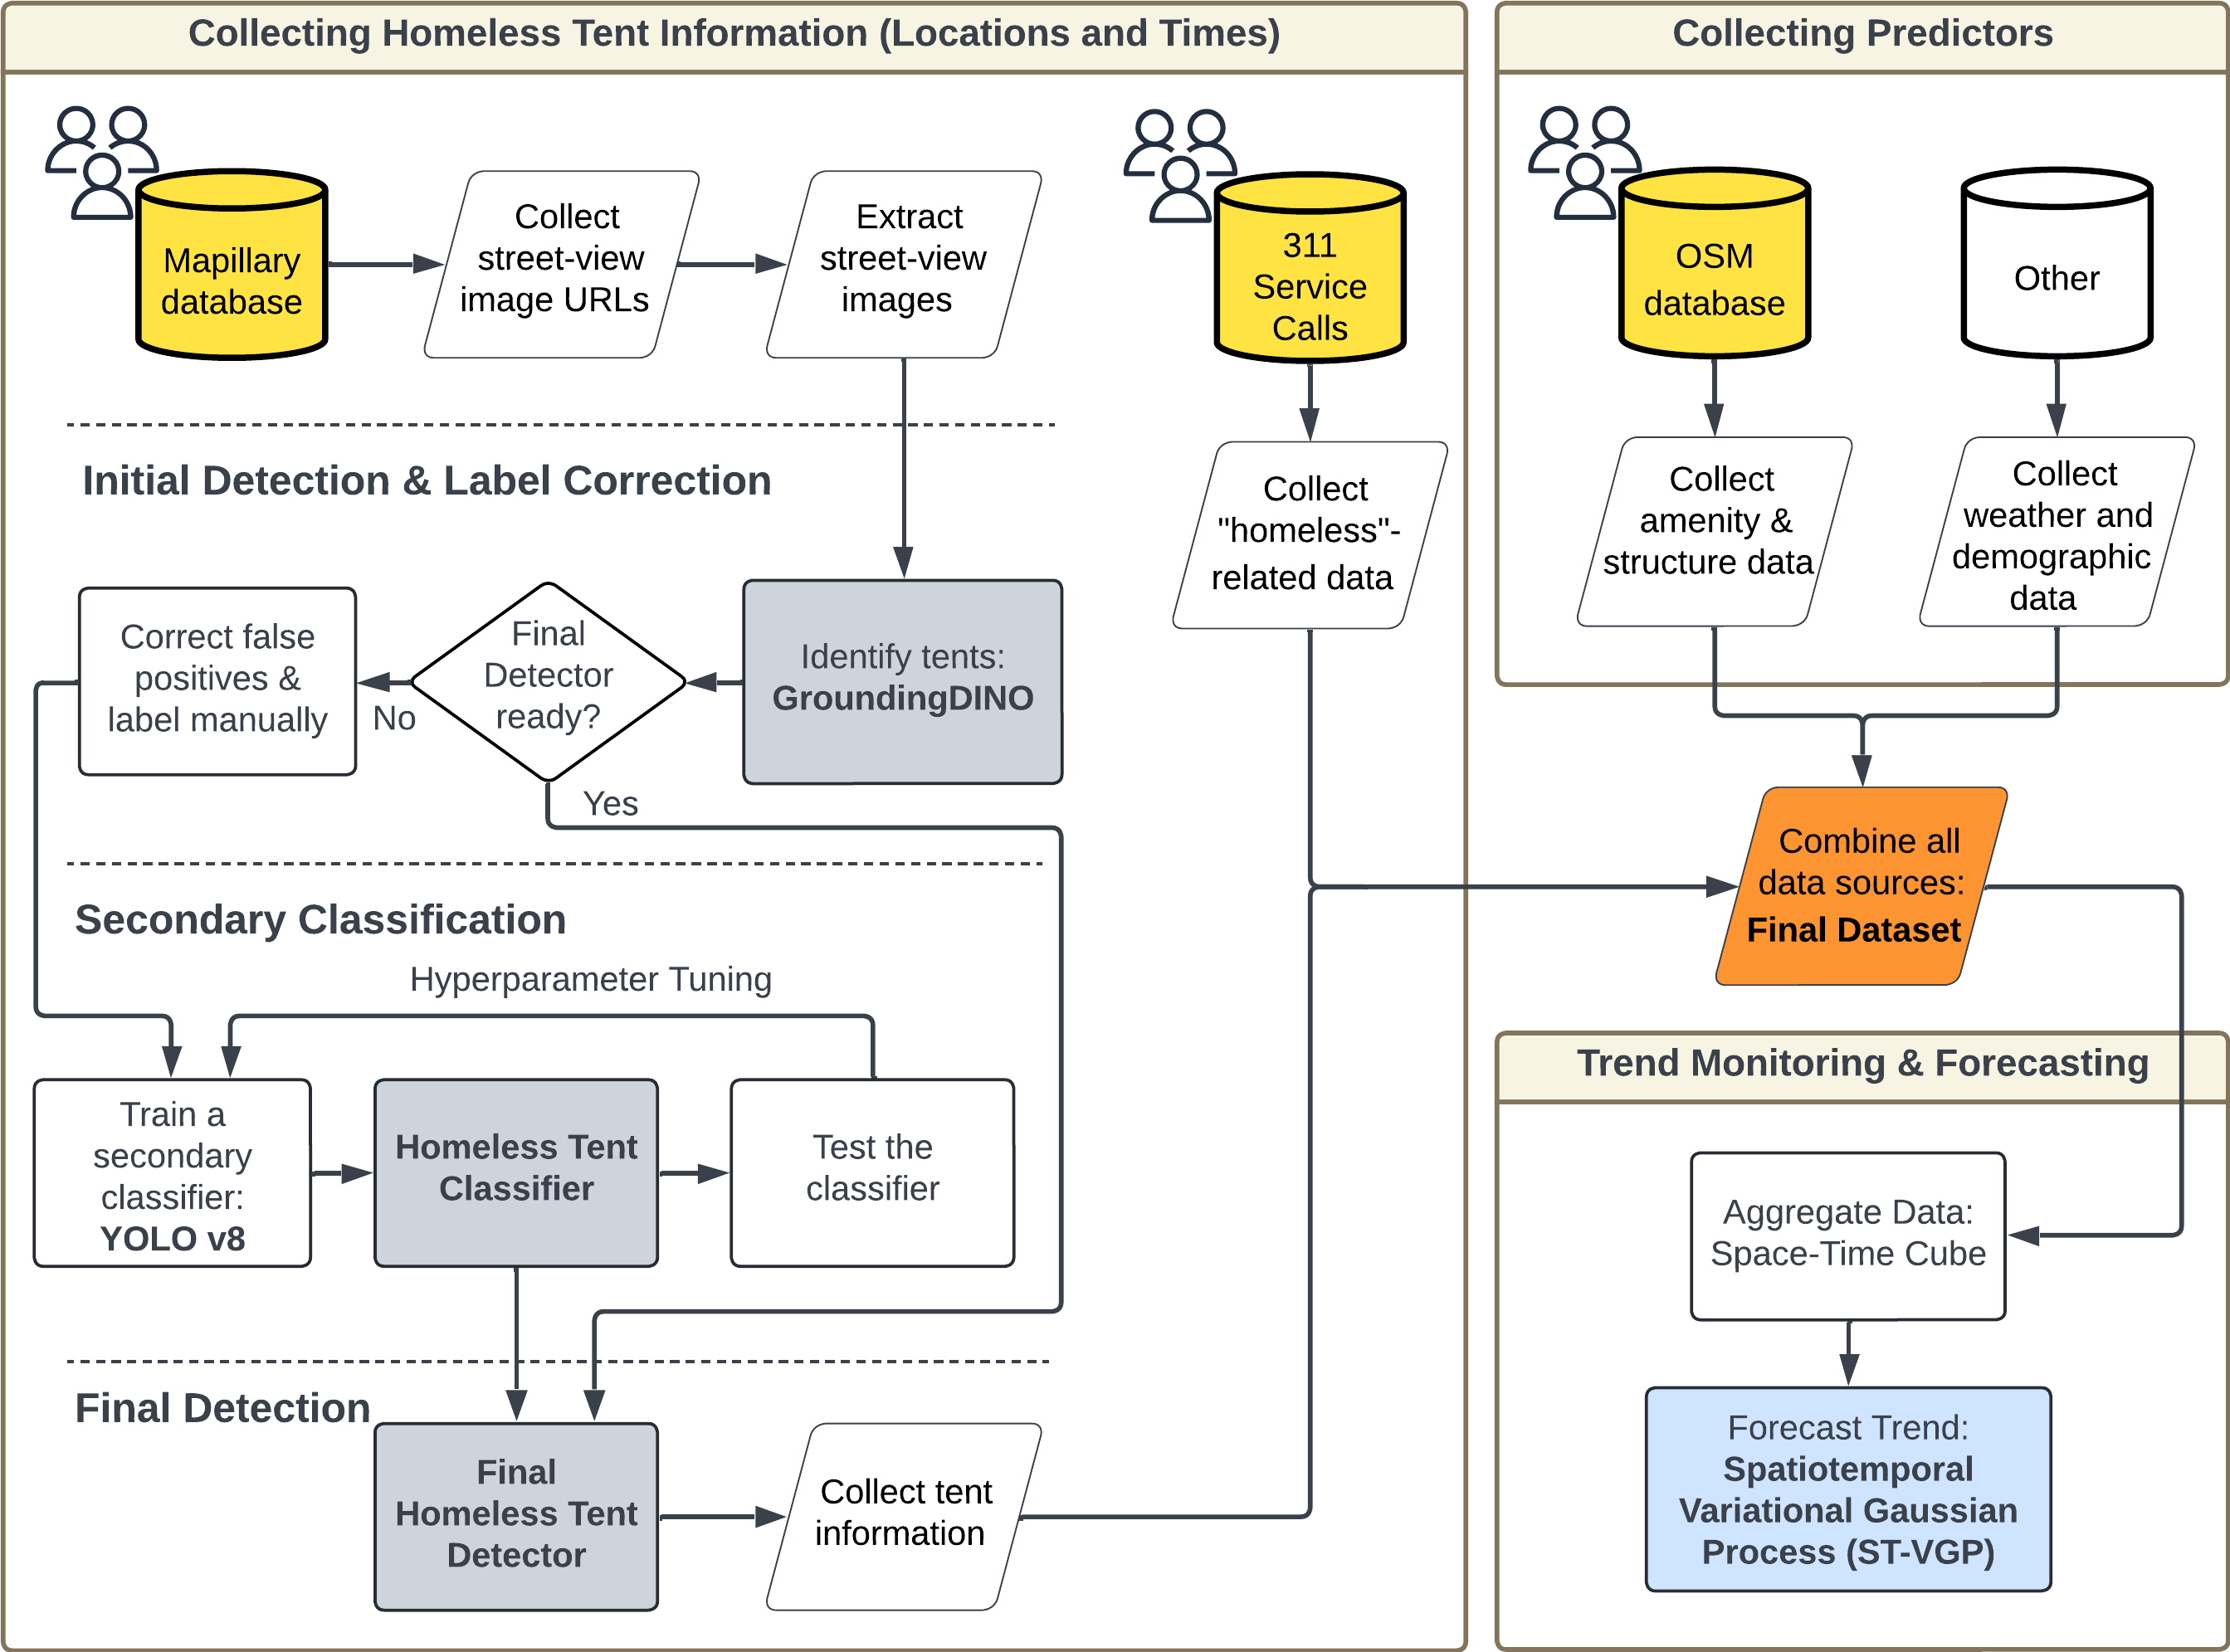 Collecting Homeless Tent Information (Locations and Times)
Mapillary
database
Collect
street-view
image URLs
Extract
street-view
images
311
Service
Calls
Initial Detection & Label Correction
Collect
"homeless"-
related data
Correct false
positives &
label manually
No
Final
Detector
ready?
Yes
Identify tents:
GroundingDINO
Secondary Classification
Hyperparameter Tuning
Train a
secondary
classifier:
YOLO v8
Homeless Tent
Classifier
Test the
classifier
Final Detection
Final
Homeless Tent
Detector
Collect tent
information
Collecting Predictors
OSM
database
Other
Collect
amenity &
structure data
Collect
weather and
demographic
data
Combine all
data sources:
Final Dataset
Trend Monitoring & Forecasting
Aggregate Data:
Space-Time Cube
Forecast Trend:
Spatiotemporal
Variational Gaussian
Process (ST-VGP)